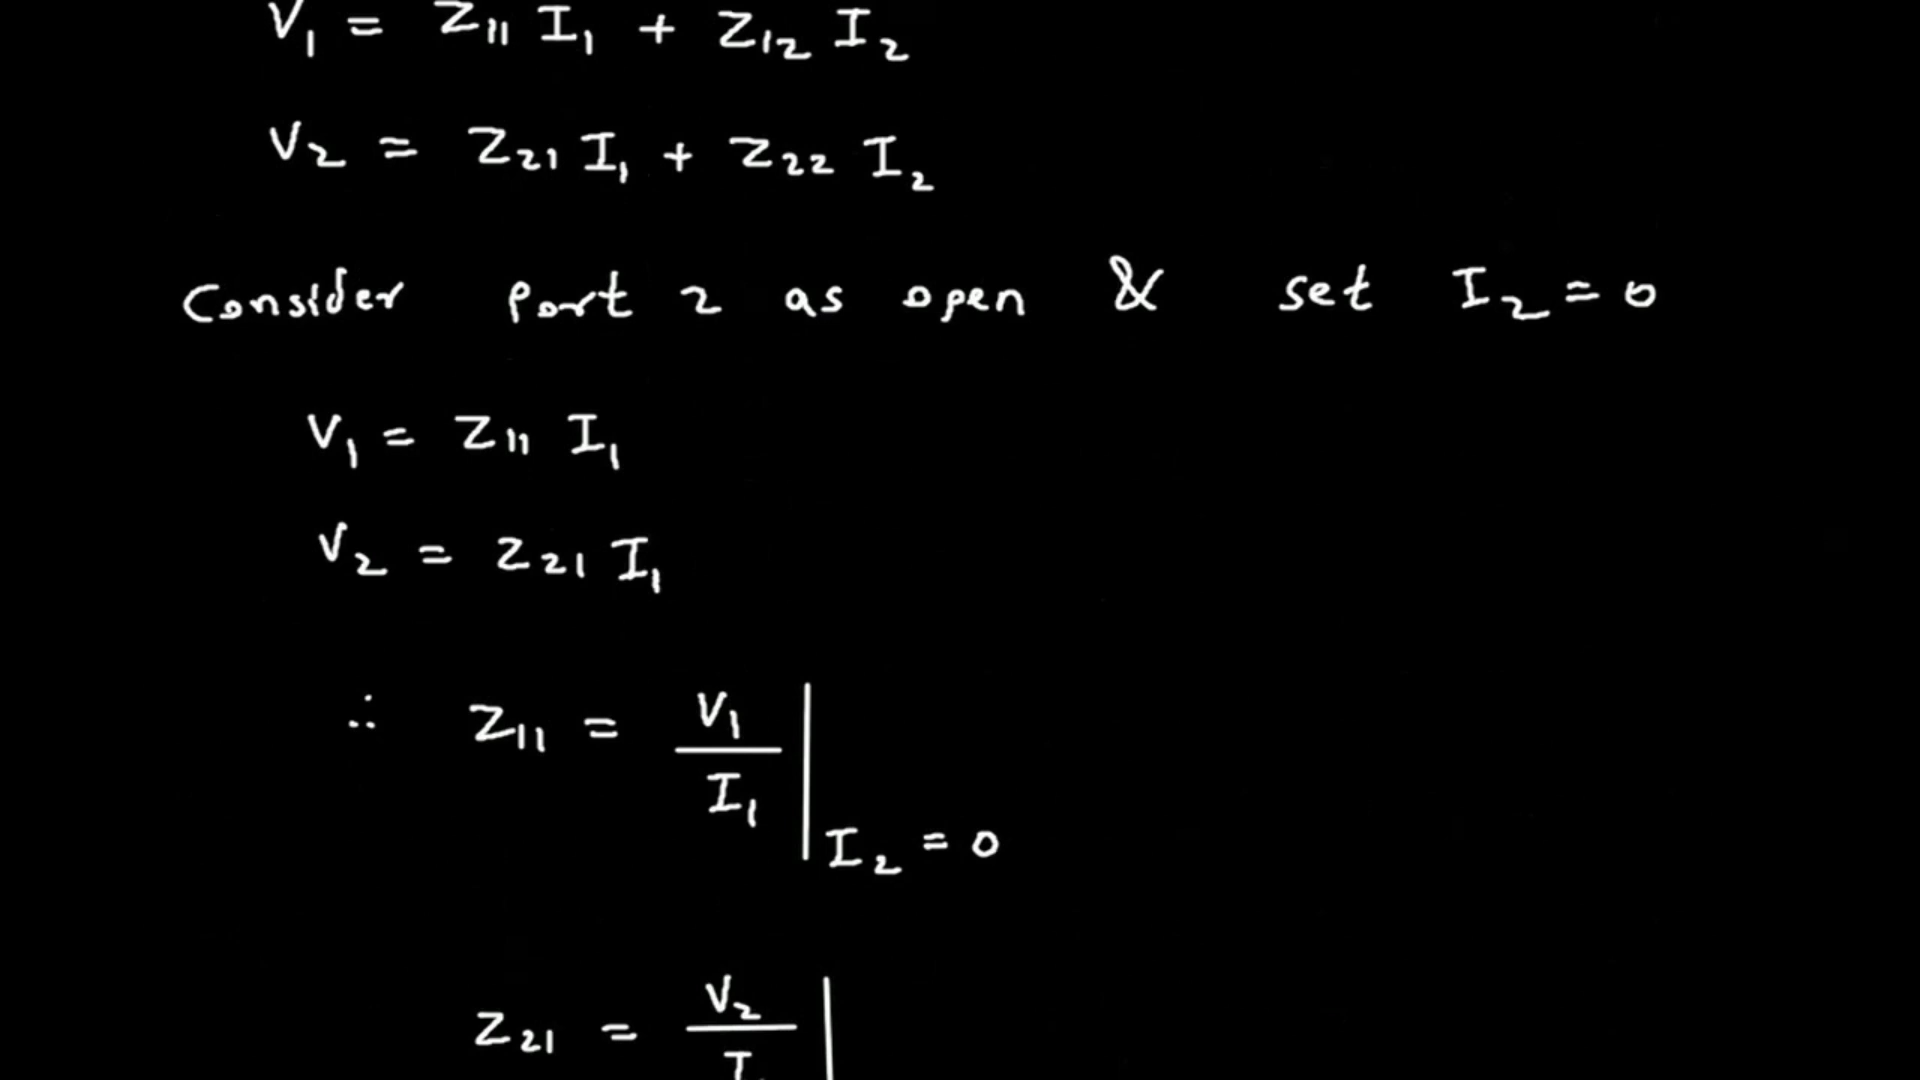 V₁ = Z₁₁ I₁ + Z₁₂ I₂
V₂ = Z₂₁ I₁ + Z₂₂ I₂
Consider Port 2 as open & set I₂ = 0
V₁ = Z₁₁ I₁
V₂ = Z₂₁ I₁
∴ Z₁₁ = V₁ / I₁ | I₂ = 0
Z₂₁ = V₂ / I |